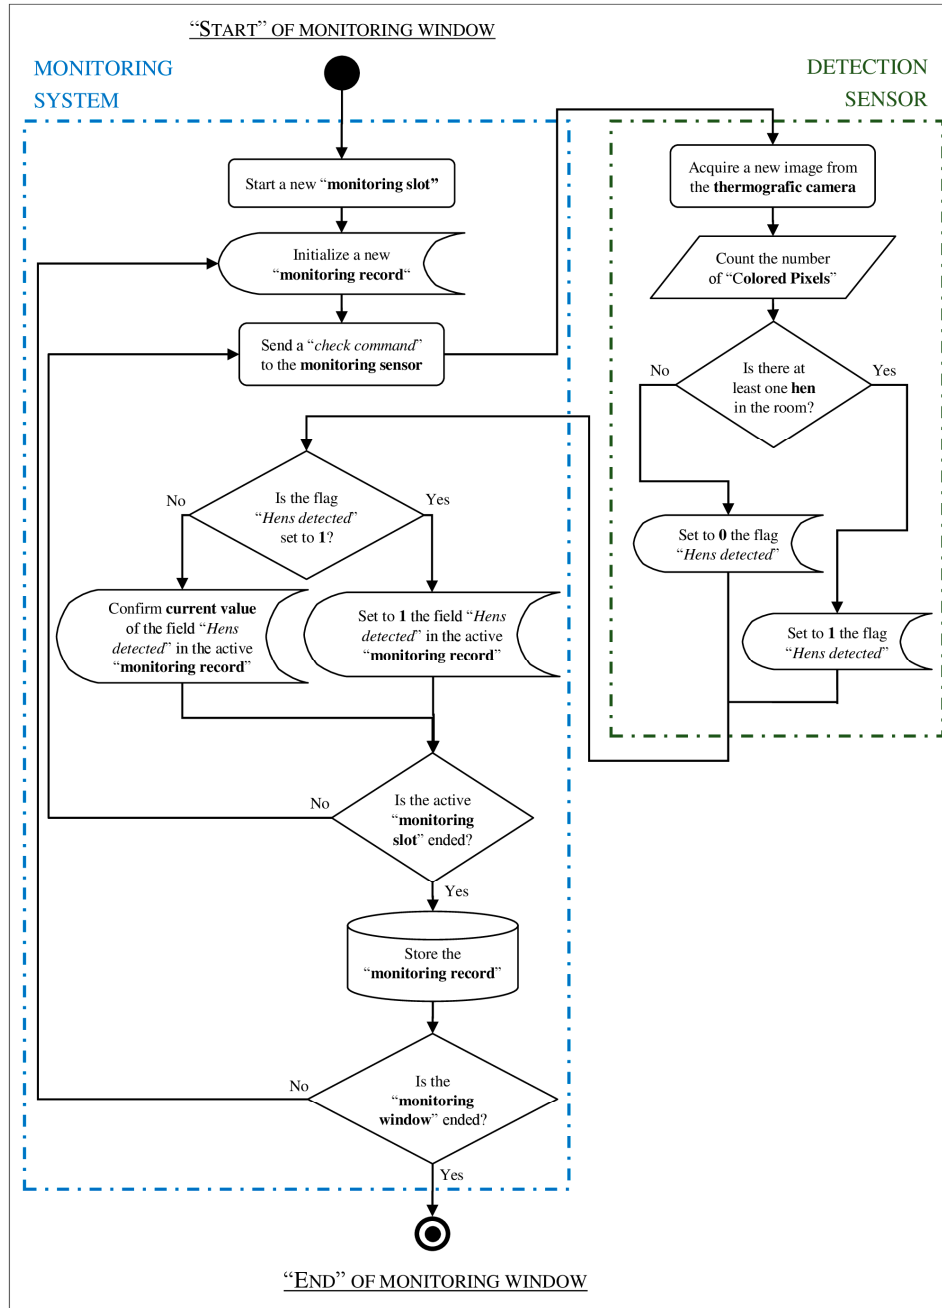 “START” OF MONITORING WINDOW
MONITORING
SYSTEM
DETECTION
SENSOR
Start a new “monitoring slot”
Initialize a new
“monitoring record“
Send a “check command”
to the monitoring sensor
Acquire a new image from
the thermografic camera
Count the number
of “Colored Pixels”
Is there at
least one hen
in the room?
No
Yes
Set to 0 the flag
“Hens detected”
Set to 1 the flag
“Hens detected”
Is the flag
“Hens detected”
set to 1?
No
Yes
Confirm current value
of the field “Hens
detected” in the active
“monitoring record”
Set to 1 the field “Hens
detected” in the active
“monitoring record”
Is the active
“monitoring
slot” ended?
No
Yes
Store the
“monitoring record”
Is the
“monitoring
window” ended?
No
Yes
“END” OF MONITORING WINDOW